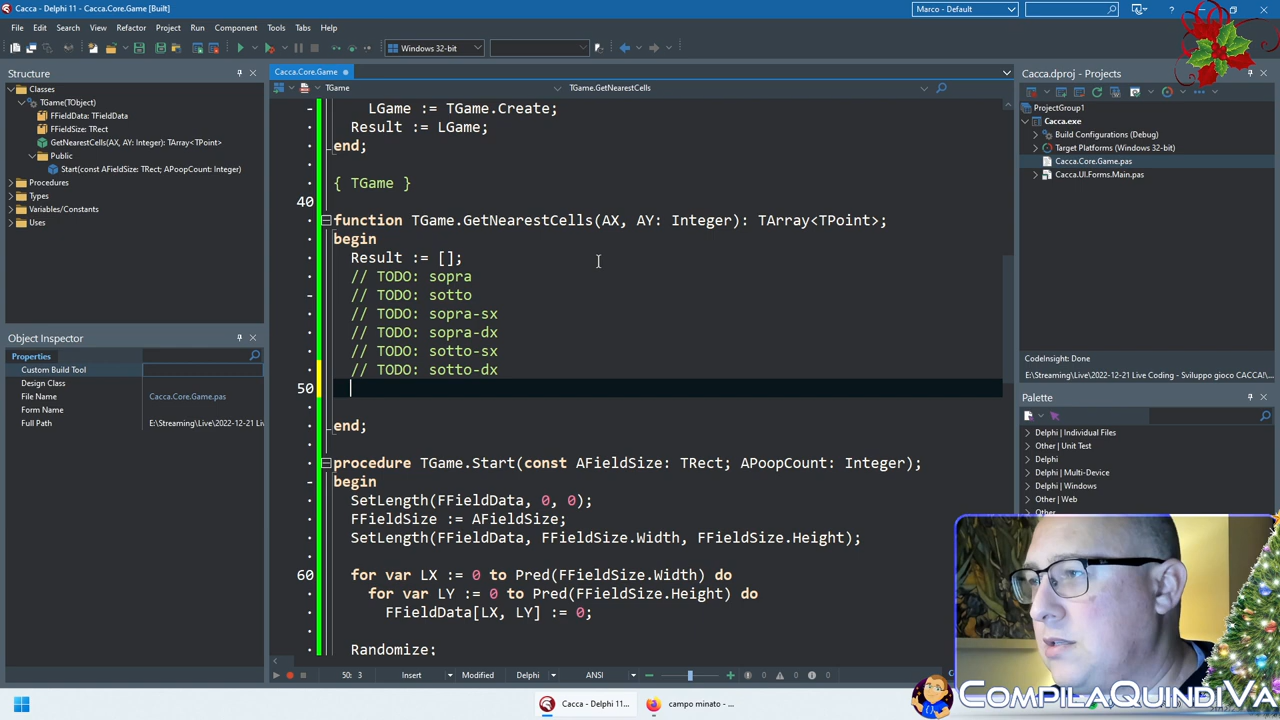 Cacca - Delphi 11 - Cacca.Core.Game [Built]
Marco - Default
File Edit Search View Refactor Project Run Component Tools Tabs Help
Windows 32-bit
Structure
Classes
TGame(TObject)
FFieldData: TFieldData
FFieldSize: TRect
GetNearestCells(AX, AY: Integer): TArray<TPoint>
Public
Start(const AFieldSize: TRect; APoopCount: Integer)
Procedures
Types
Variables/Constants
Uses
Object Inspector
Properties
Custom Build Tool
Design Class
File Name Cacca.Core.Game.pas
Form Name
Full Path E:\Streaming\Live\2022-12-21 Liv
Cacca.Core.Game
TGame TGame.GetNearestCells
LGame := TGame.Create;
Result := LGame;
end;
{ TGame }
40
function TGame.GetNearestCells(AX, AY: Integer): TArray<TPoint>;
begin
Result := [];
// TODO: sopra
// TODO: sotto
// TODO: sopra-sx
// TODO: sopra-dx
// TODO: sotto-sx
// TODO: sotto-dx
50
end;
procedure TGame.Start(const AFieldSize: TRect; APoopCount: Integer);
begin
SetLength(FFieldData, 0, 0);
FFieldSize := AFieldSize;
SetLength(FFieldData, FFieldSize.Width, FFieldSize.Height);
60 for var LX := 0 to Pred(FFieldSize.Width) do
for var LY := 0 to Pred(FFieldSize.Height) do
FFieldData[LX, LY] := 0;
Randomize;
50: 3 Insert Modified Delphi ANSI 0 0 0
Cacca.dproj - Projects
ProjectGroup1
Cacca.exe
Build Configurations (Debug)
Target Platforms (Windows 32-bit)
Cacca.Core.Game.pas
Cacca.UI.Forms.Main.pas
CodeInsight: Done
E:\Streaming\Live\2022-12-21 Live Coding - Sviluppo gioco CACCA!\
Palette
Delphi | Individual Files
Other | Unit Test
Delphi
Delphi | Multi-Device
Delphi | Windows
Other | Web
Other
CompilaQuindiVa
Cacca - Delphi 11...
campo minato - ...